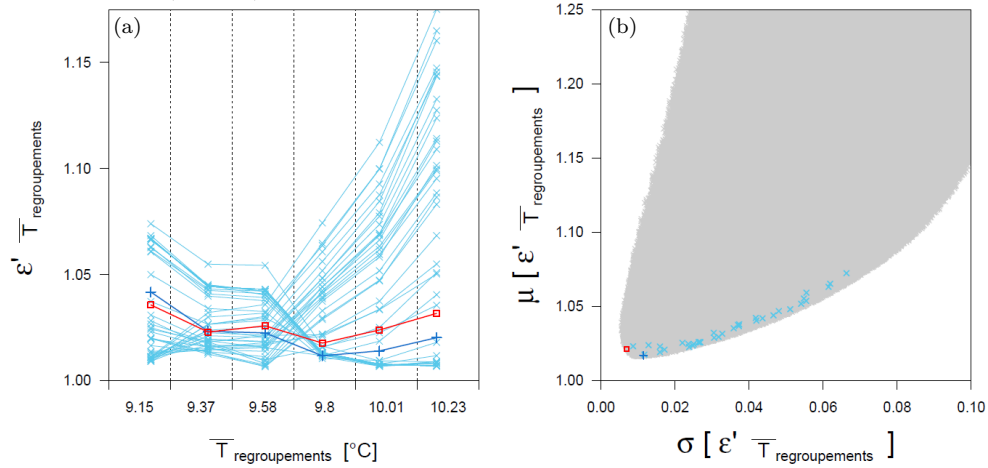 (a)
1.15
1.10
1.05
1.00
ε' T̅ regroupements
9.15 9.37 9.58 9.8 10.01 10.23
T̅ regroupements [°C]
(b)
1.25
1.20
1.15
1.10
1.05
1.00
μ [ ε' T̅ regroupements ]
0.00 0.02 0.04 0.06 0.08 0.10
σ [ ε' T̅ regroupements ]